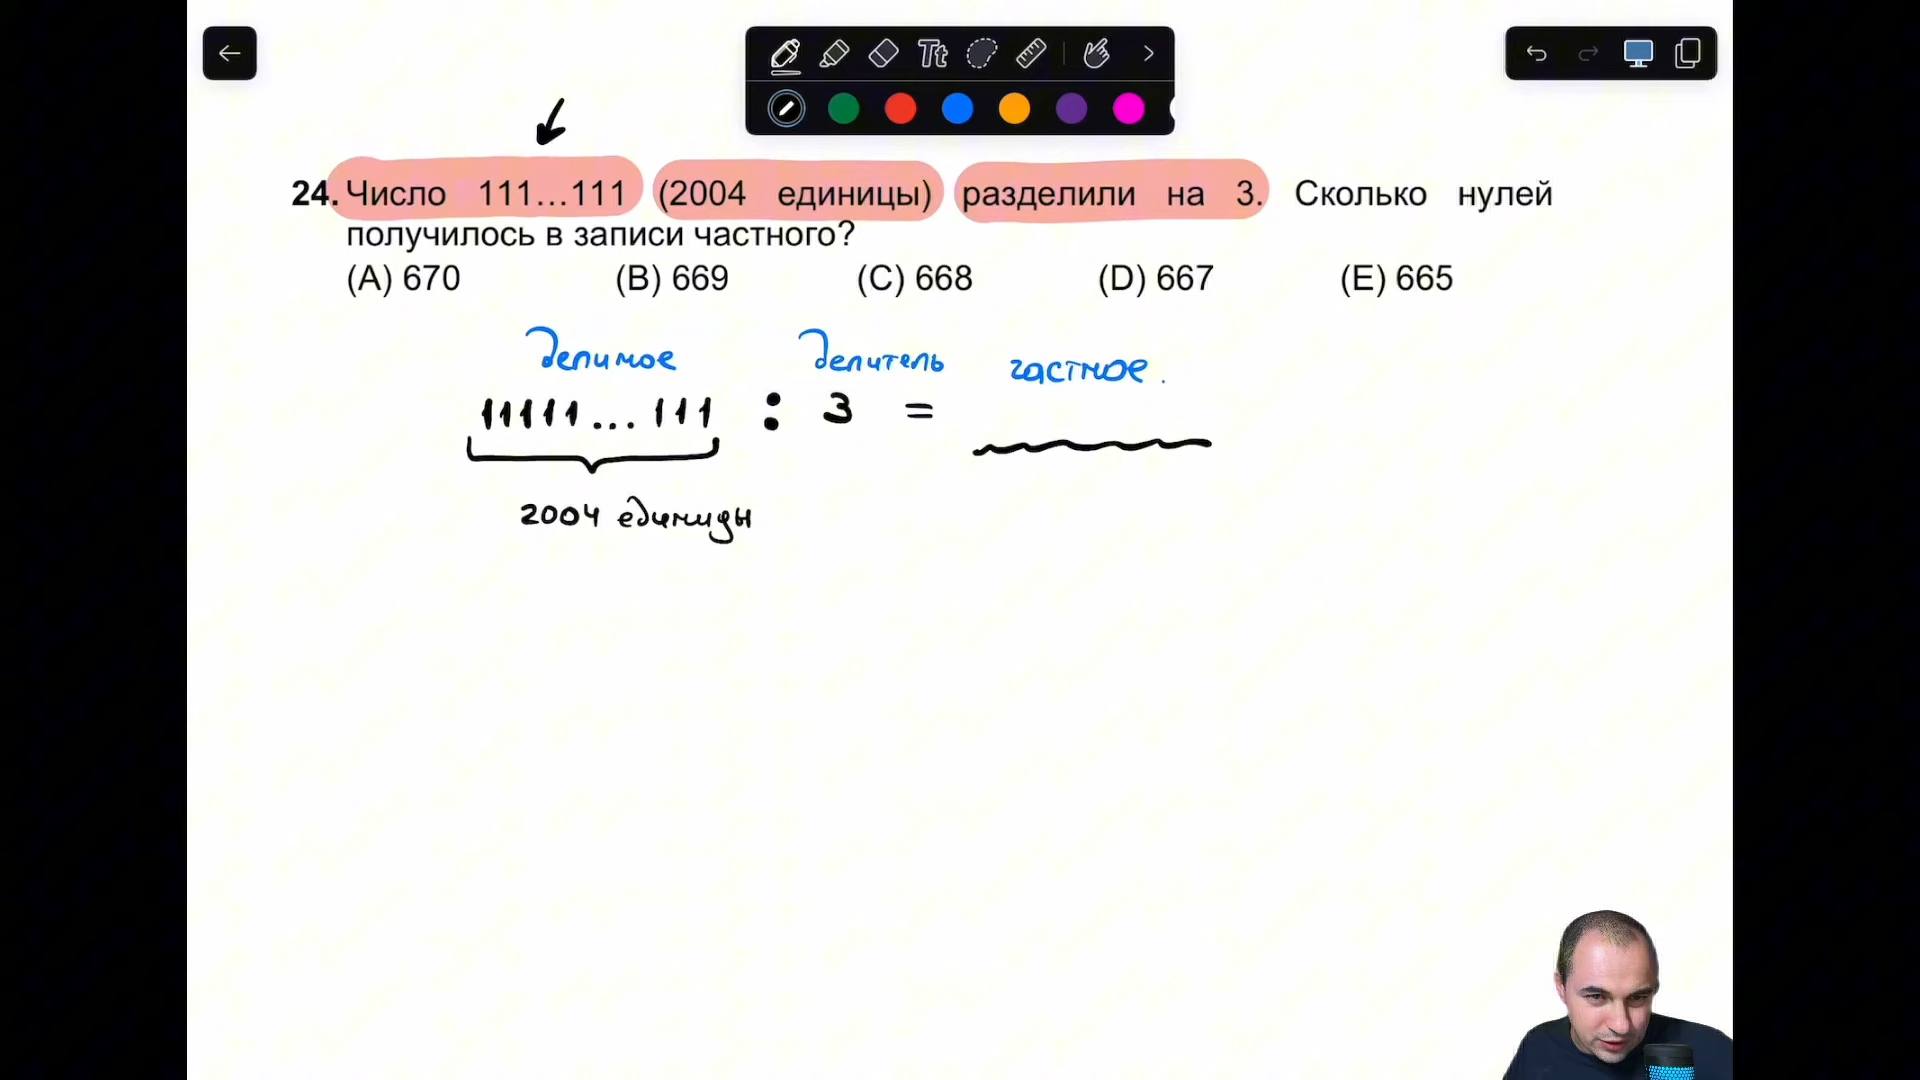 Tt
24. Число 111...111 (2004 единицы) разделили на 3. Сколько нулей
получилось в записи частного?
(A) 670 (B) 669 (C) 668 (D) 667 (E) 665
делимое делитель частное.
11111...111 : 3 =
2004 единицы